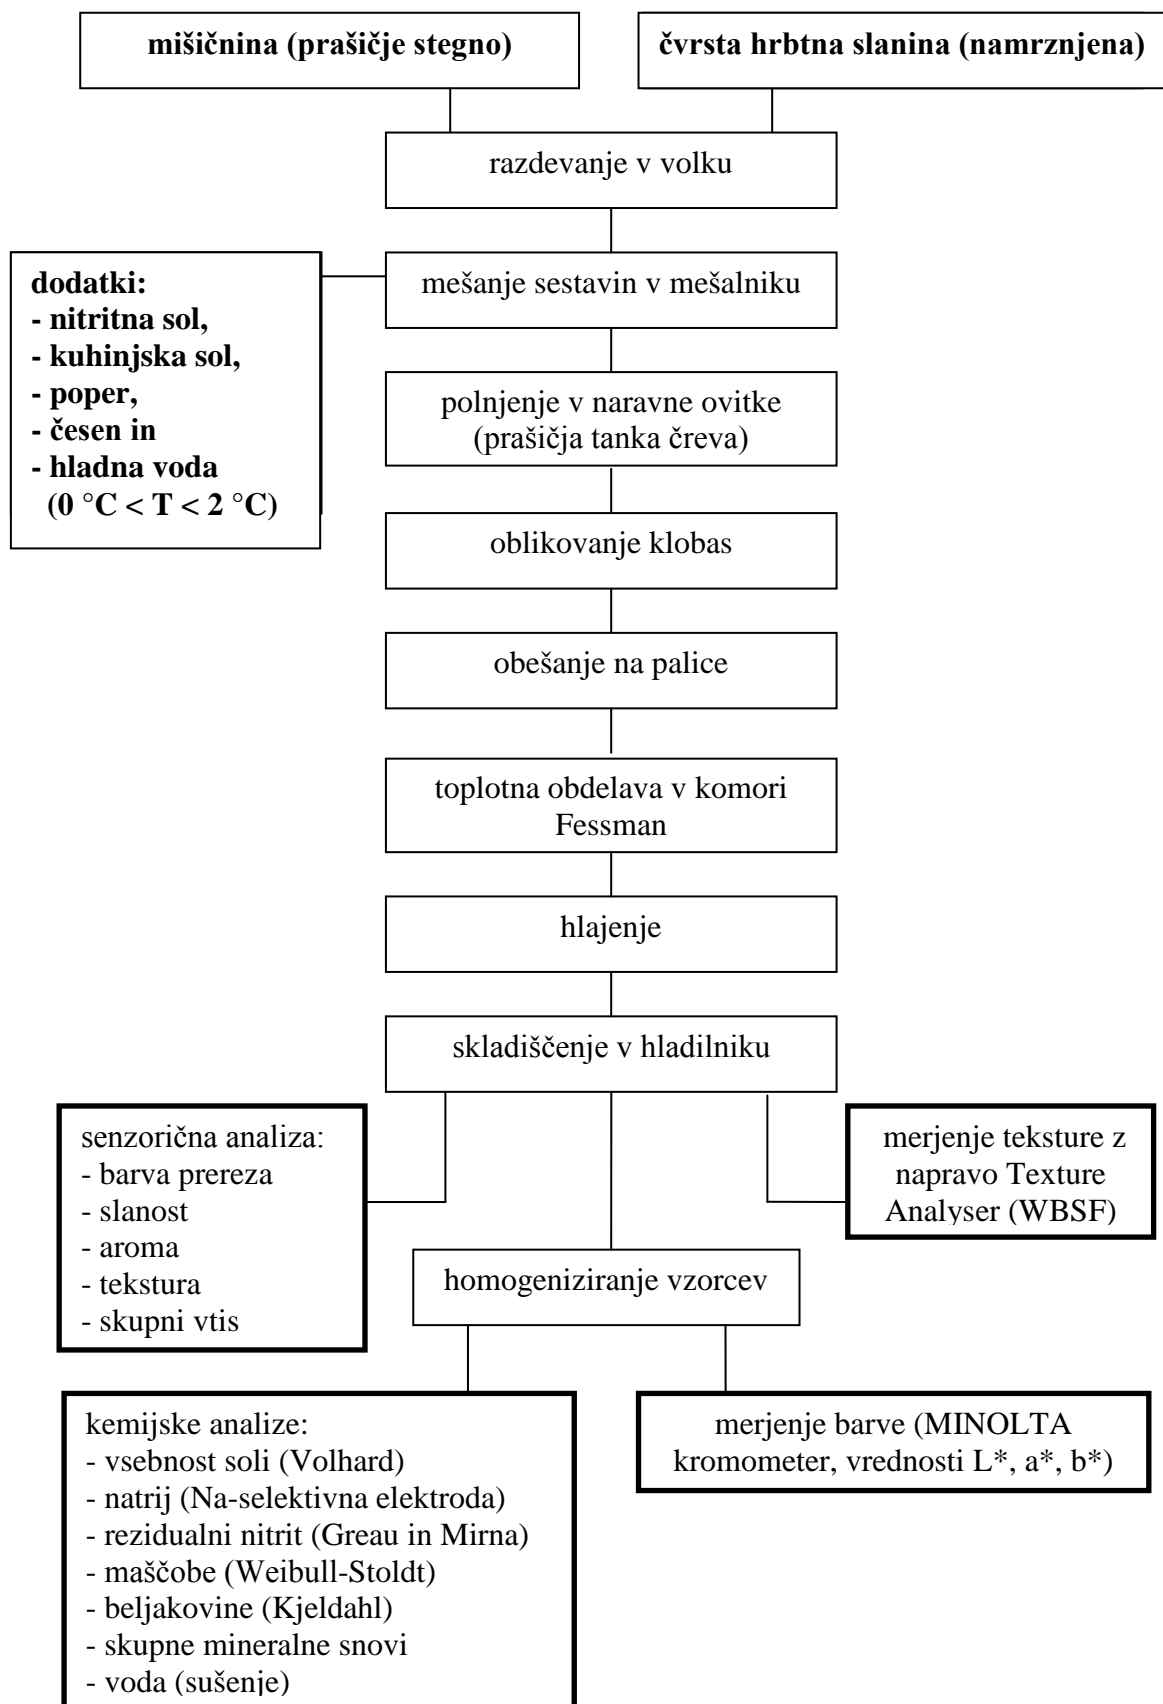 mišičnina (prašičje stegno)
čvrsta hrbtna slanina (namrznjena)
razdevanje v volku
dodatki:
- nitritna sol,
- kuhinjska sol,
- poper,
- česen in
- hladna voda
(0 °C < T < 2 °C)
mešanje sestavin v mešalniku
polnjenje v naravne ovitke
(prašičja tanka čreva)
oblikovanje klobas
obešanje na palice
toplotna obdelava v komori
Fessman
hlajenje
skladiščenje v hladilniku
senzorična analiza:
- barva prereza
- slanost
- aroma
- tekstura
- skupni vtis
merjenje teksture z
napravo Texture
Analyser (WBSF)
homogeniziranje vzorcev
kemijske analize:
- vsebnost soli (Volhard)
- natrij (Na-selektivna elektroda)
- rezidualni nitrit (Greau in Mirna)
- maščobe (Weibull-Stoldt)
- beljakovine (Kjeldahl)
- skupne mineralne snovi
- voda (sušenje)
merjenje barve (MINOLTA
kromometer, vrednosti L*, a*, b*)